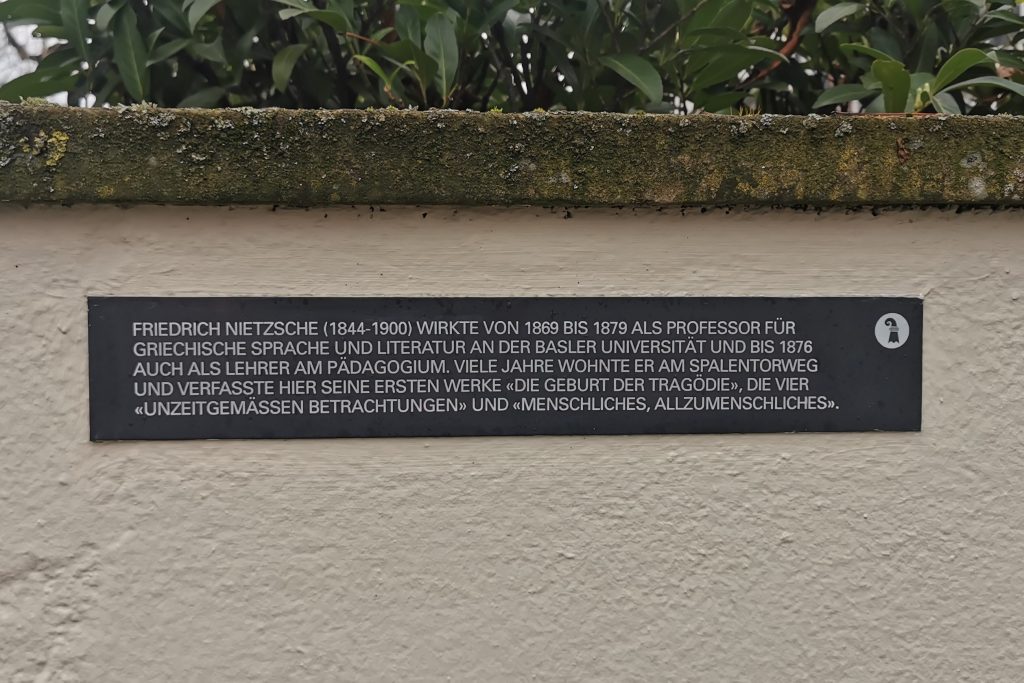 FRIEDRICH NIETZSCHE (1844-1900) WIRKTE VON 1869 BIS 1879 ALS PROFESSOR FÜR
GRIECHISCHE SPRACHE UND LITERATUR AN DER BASLER UNIVERSITÄT UND BIS 1876
AUCH ALS LEHRER AM PÄDAGOGIUM. VIELE JAHRE WOHNTE ER AM SPALENTORWEG
UND VERFASSTE HIER SEINE ERSTEN WERKE «DIE GEBURT DER TRAGÖDIE», DIE VIER
«UNZEITGEMÄSSEN BETRACHTUNGEN» UND «MENSCHLICHES, ALLZUMENSCHLICHES».